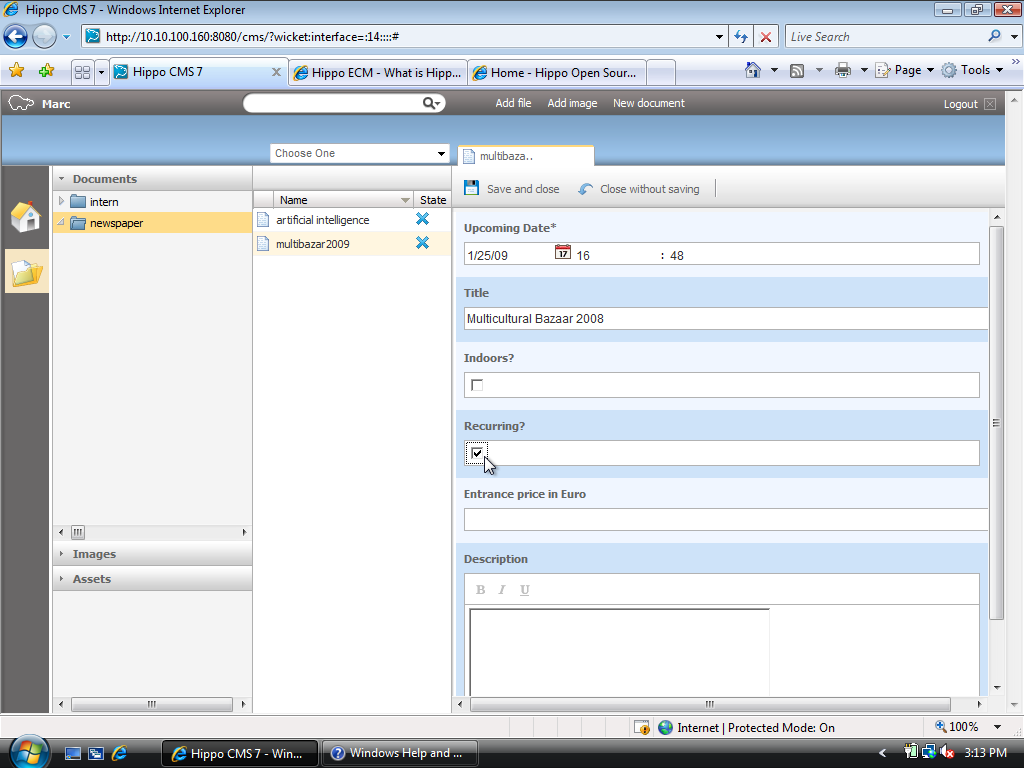 Hippo CMS 7 - Windows Internet Explorer
http://10.10.100.160:8080/cms/?wicket:interface=:14::::#
Live Search
Hippo CMS 7
Hippo ECM - What is Hipp...
Home - Hippo Open Sour...
Page
Tools
Marc
Add file
Add image
New document
Logout
Choose One
multibaza..
Documents
intern
newspaper
Images
Assets
Name State
artificial intelligence
multibazar2009
Save and close
Close without saving
Upcoming Date*
1/25/09 17 16 : 48
Title
Multicultural Bazaar 2008
Indoors?
Recurring?
Entrance price in Euro
Description
B I U
Internet | Protected Mode: On
100%
Hippo CMS 7 - Win...
Windows Help and ...
3:13 PM